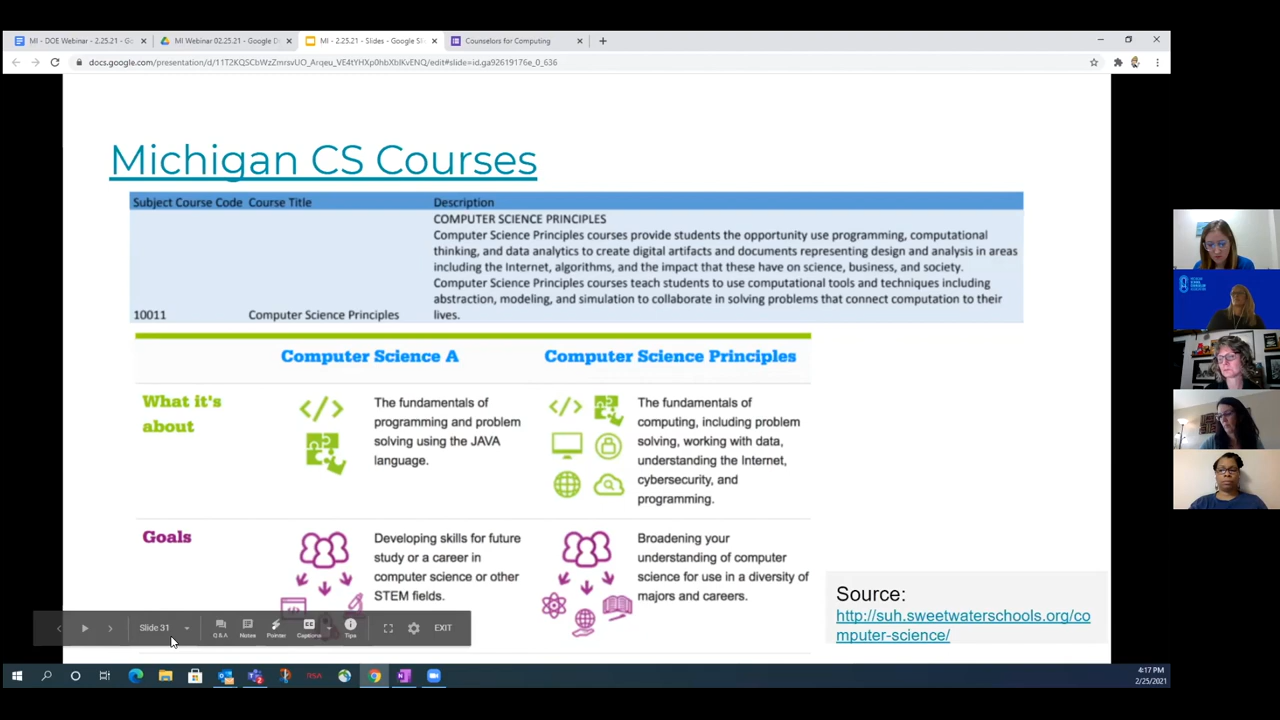 MI - DOE Webinar - 2.25.21 - Go
MI Webinar 02.25.21 - Google D
MI - 2.25.21 - Slides - Google Sl
Counselors for Computing
docs.google.com/presentation/d/11T2KQSCbWzZmrsvUO_Arqeu_VE4tYHXp0hbXbIKvENQ/edit#slide=id.ga92619176e_0_636
Michigan CS Courses
Subject Course Code Course Title Description
COMPUTER SCIENCE PRINCIPLES
Computer Science Principles courses provide students the opportunity use programming, computational
thinking, and data analytics to create digital artifacts and documents representing design and analysis in areas
including the Internet, algorithms, and the impact that these have on science, business, and society.
Computer Science Principles courses teach students to use computational tools and techniques including
abstraction, modeling, and simulation to collaborate in solving problems that connect computation to their
10011 Computer Science Principles lives.
Computer Science A Computer Science Principles
What it's
about
The fundamentals of
programming and problem
solving using the JAVA
language.
The fundamentals of
computing, including problem
solving, working with data,
understanding the Internet,
cybersecurity, and
programming.
Goals
Developing skills for future
study or a career in
computer science or other
STEM fields.
Broadening your
understanding of computer
science for use in a diversity of
majors and careers.
Source:
http://suh.sweetwaterschools.org/co
mputer-science/
Slide 31 Q&A Notes Pointer Captions Tips EXIT
4:17 PM
2/25/2021